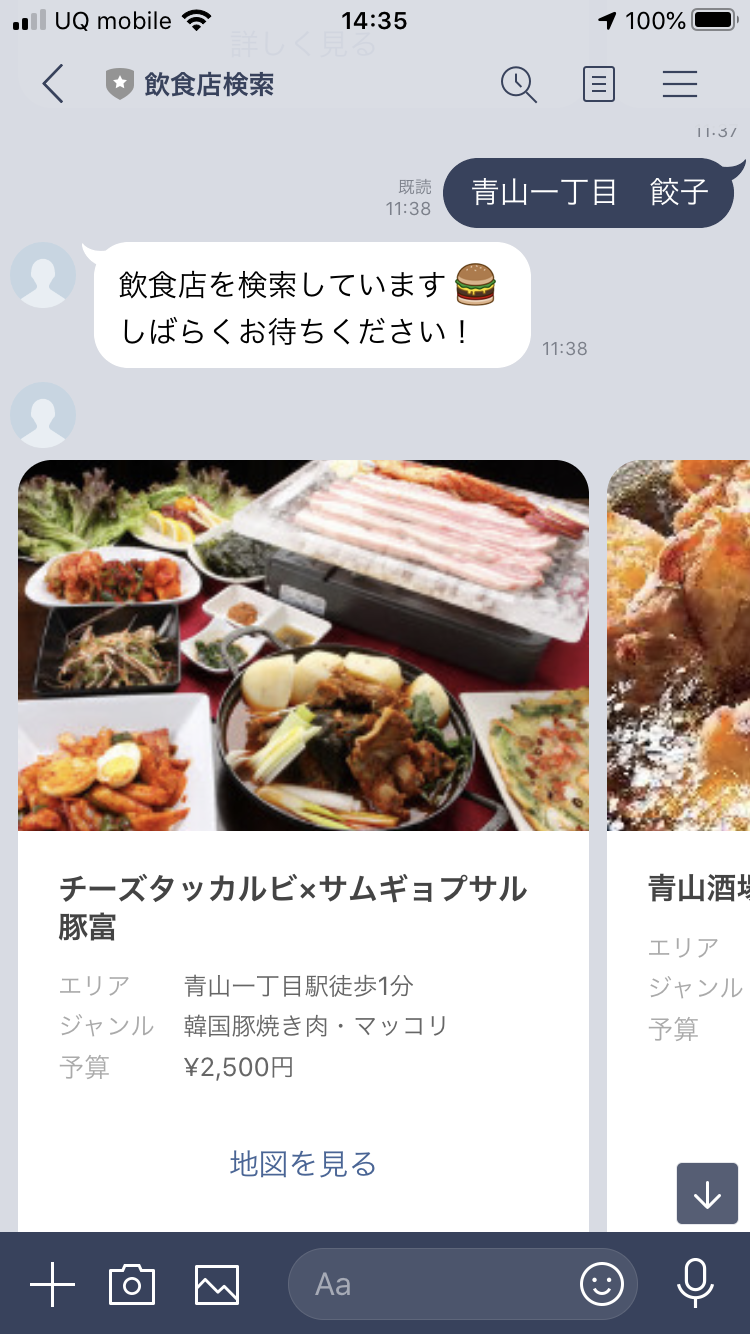 UQ mobile 14:35 100%
詳しく見る
飲食店検索
11:37
既読
11:38
青山一丁目　餃子
飲食店を検索しています
しばらくお待ちください！
11:38
チーズタッカルビ×サムギョプサル
豚富
エリア 青山一丁目駅徒歩1分
ジャンル 韓国豚焼き肉・マッコリ
予算 ¥2,500円
地図を見る
青山酒場
エリア
ジャンル
予算
Aa